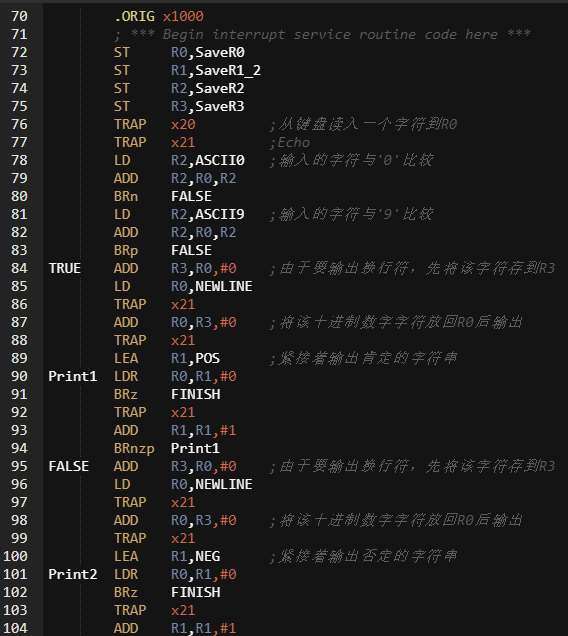 70 .ORIG x1000
71 ; *** Begin interrupt service routine code here ***
72 ST R0,SaveR0
73 ST R1,SaveR1_2
74 ST R2,SaveR2
75 ST R3,SaveR3
76 TRAP x20 ;从键盘读入一个字符到R0
77 TRAP x21 ;Echo
78 LD R2,ASCII0 ;输入的字符与'0'比较
79 ADD R2,R0,R2
80 BRn FALSE
81 LD R2,ASCII9 ;输入的字符与'9'比较
82 ADD R2,R0,R2
83 BRp FALSE
84 TRUE ADD R3,R0,#0 ;由于要输出换行符，先将该字符存到R3
85 LD R0,NEWLINE
86 TRAP x21
87 ADD R0,R3,#0 ;将该十进制数字字符放回R0后输出
88 TRAP x21
89 LEA R1,POS ;紧接着输出肯定的字符串
90 Print1 LDR R0,R1,#0
91 BRz FINISH
92 TRAP x21
93 ADD R1,R1,#1
94 BRnzp Print1
95 FALSE ADD R3,R0,#0 ;由于要输出换行符，先将该字符存到R3
96 LD R0,NEWLINE
97 TRAP x21
98 ADD R0,R3,#0 ;将该十进制数字字符放回R0后输出
99 TRAP x21
100 LEA R1,NEG ;紧接着输出否定的字符串
101 Print2 LDR R0,R1,#0
102 BRz FINISH
103 TRAP x21
104 ADD R1,R1,#1